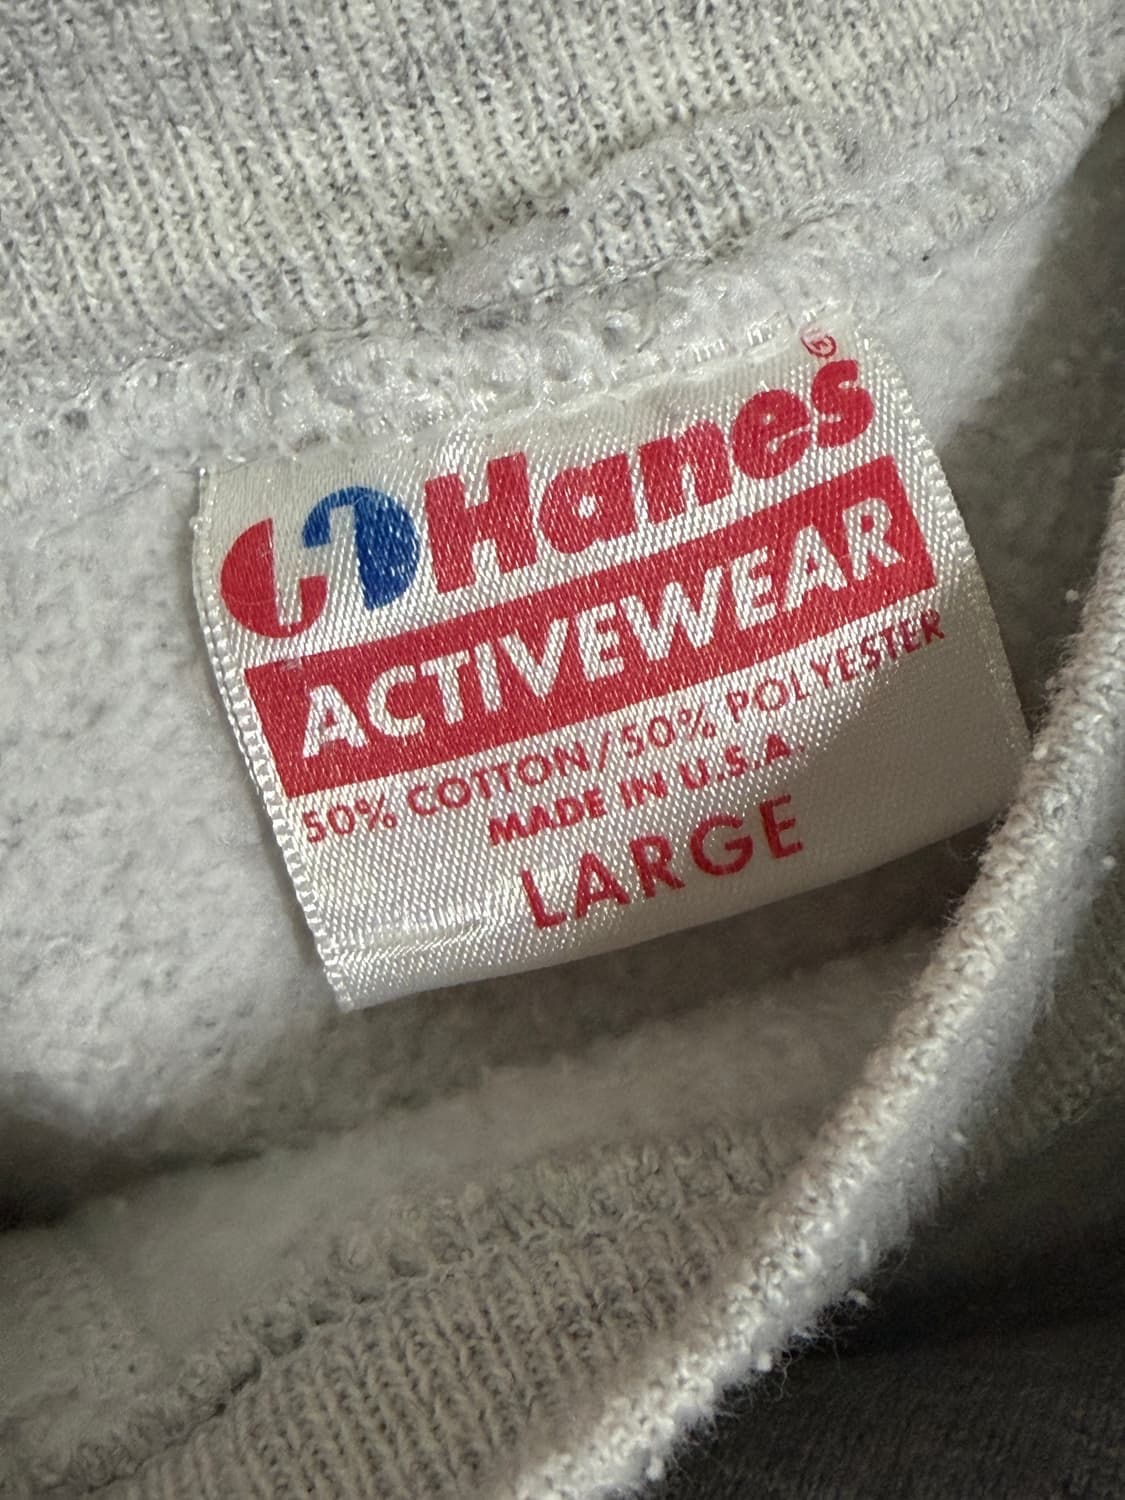 Hanes®
ACTIVEWEAR
50% COTTON/50% POLYESTER
MADE IN U.S.A.
LARGE